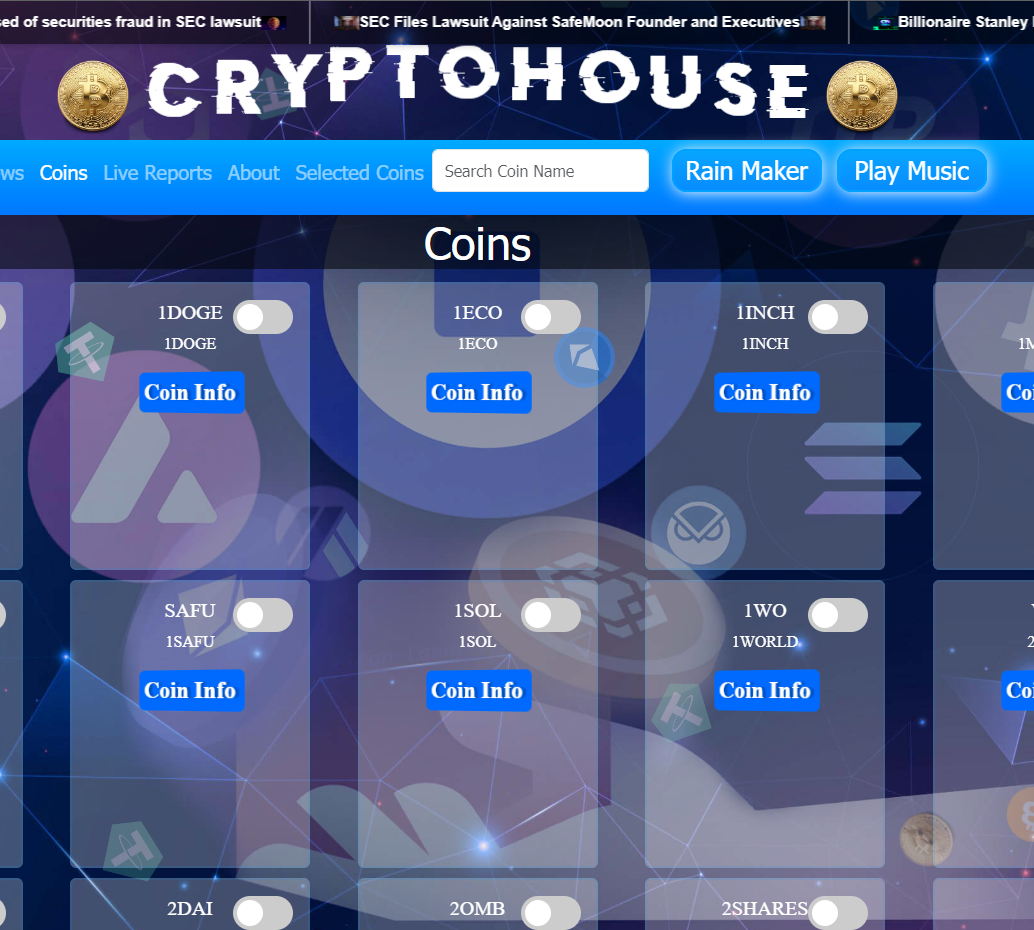 sed of securities fraud in SEC lawsuit
SEC Files Lawsuit Against SafeMoon Founder and Executives
Billionaire Stanley
CRYPTOHOUSE
ws Coins Live Reports About Selected Coins Search Coin Name Rain Maker Play Music
Coins
1DOGE
1DOGE
Coin Info
1ECO
1ECO
Coin Info
1INCH
1INCH
Coin Info
SAFU
1SAFU
Coin Info
1SOL
1SOL
Coin Info
1WO
1WORLD
Coin Info
2DAI
2OMB
2SHARES